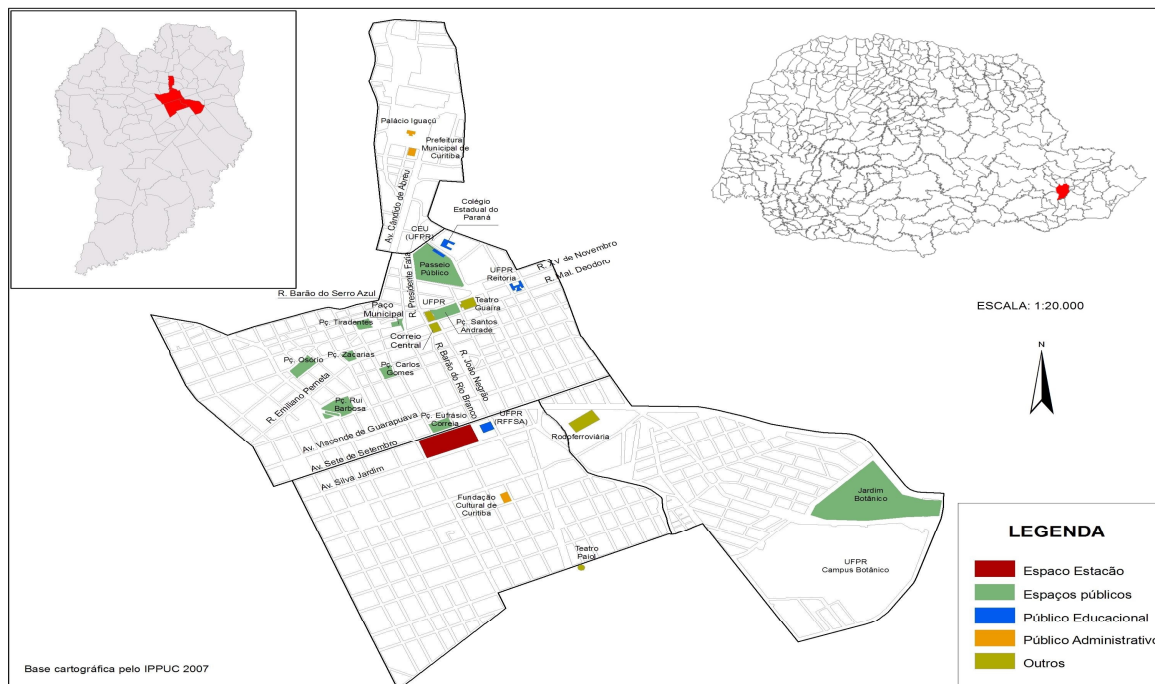 Palácio Iguaçú
Prefeitura
Municipal de
Curitiba
Av. Cândido de Abreu
Colégio
Estadual do
Paraná
CEU
(UFPR)
Passeio
Público
R. Presidente Faria
UFPR
Reitoria
R. XV de Novembro
R. Mal. Deodoro
R. Barão do Serro Azul
Paço
Municipal
UFPR
Teatro
Guaíra
Pç. Tiradentes
Pç. Santos
Andrade
Correio
Central
Pç. Osório
Pç. Zacarias
Pç. Carlos
Gomes
R. Barão do Rio Branco
R. João Negrão
R. Emiliano Perneta
Pç. Rui
Barbosa
Av. Visconde de Guarapuava
Pç. Eufrásio
Correia
UFPR
(RFFSA)
Rodoferroviária
Av. Sete de Setembro
Av. Silva Jardim
Fundação
Cultural de
Curitiba
Teatro
Paiol
Jardim
Botânico
UFPR
Campus Botânico
ESCALA: 1:20.000
N
LEGENDA
Espaco Estacão
Espaços públicos
Público Educacional
Público Administrativo
Outros
Base cartográfica pelo IPPUC 2007